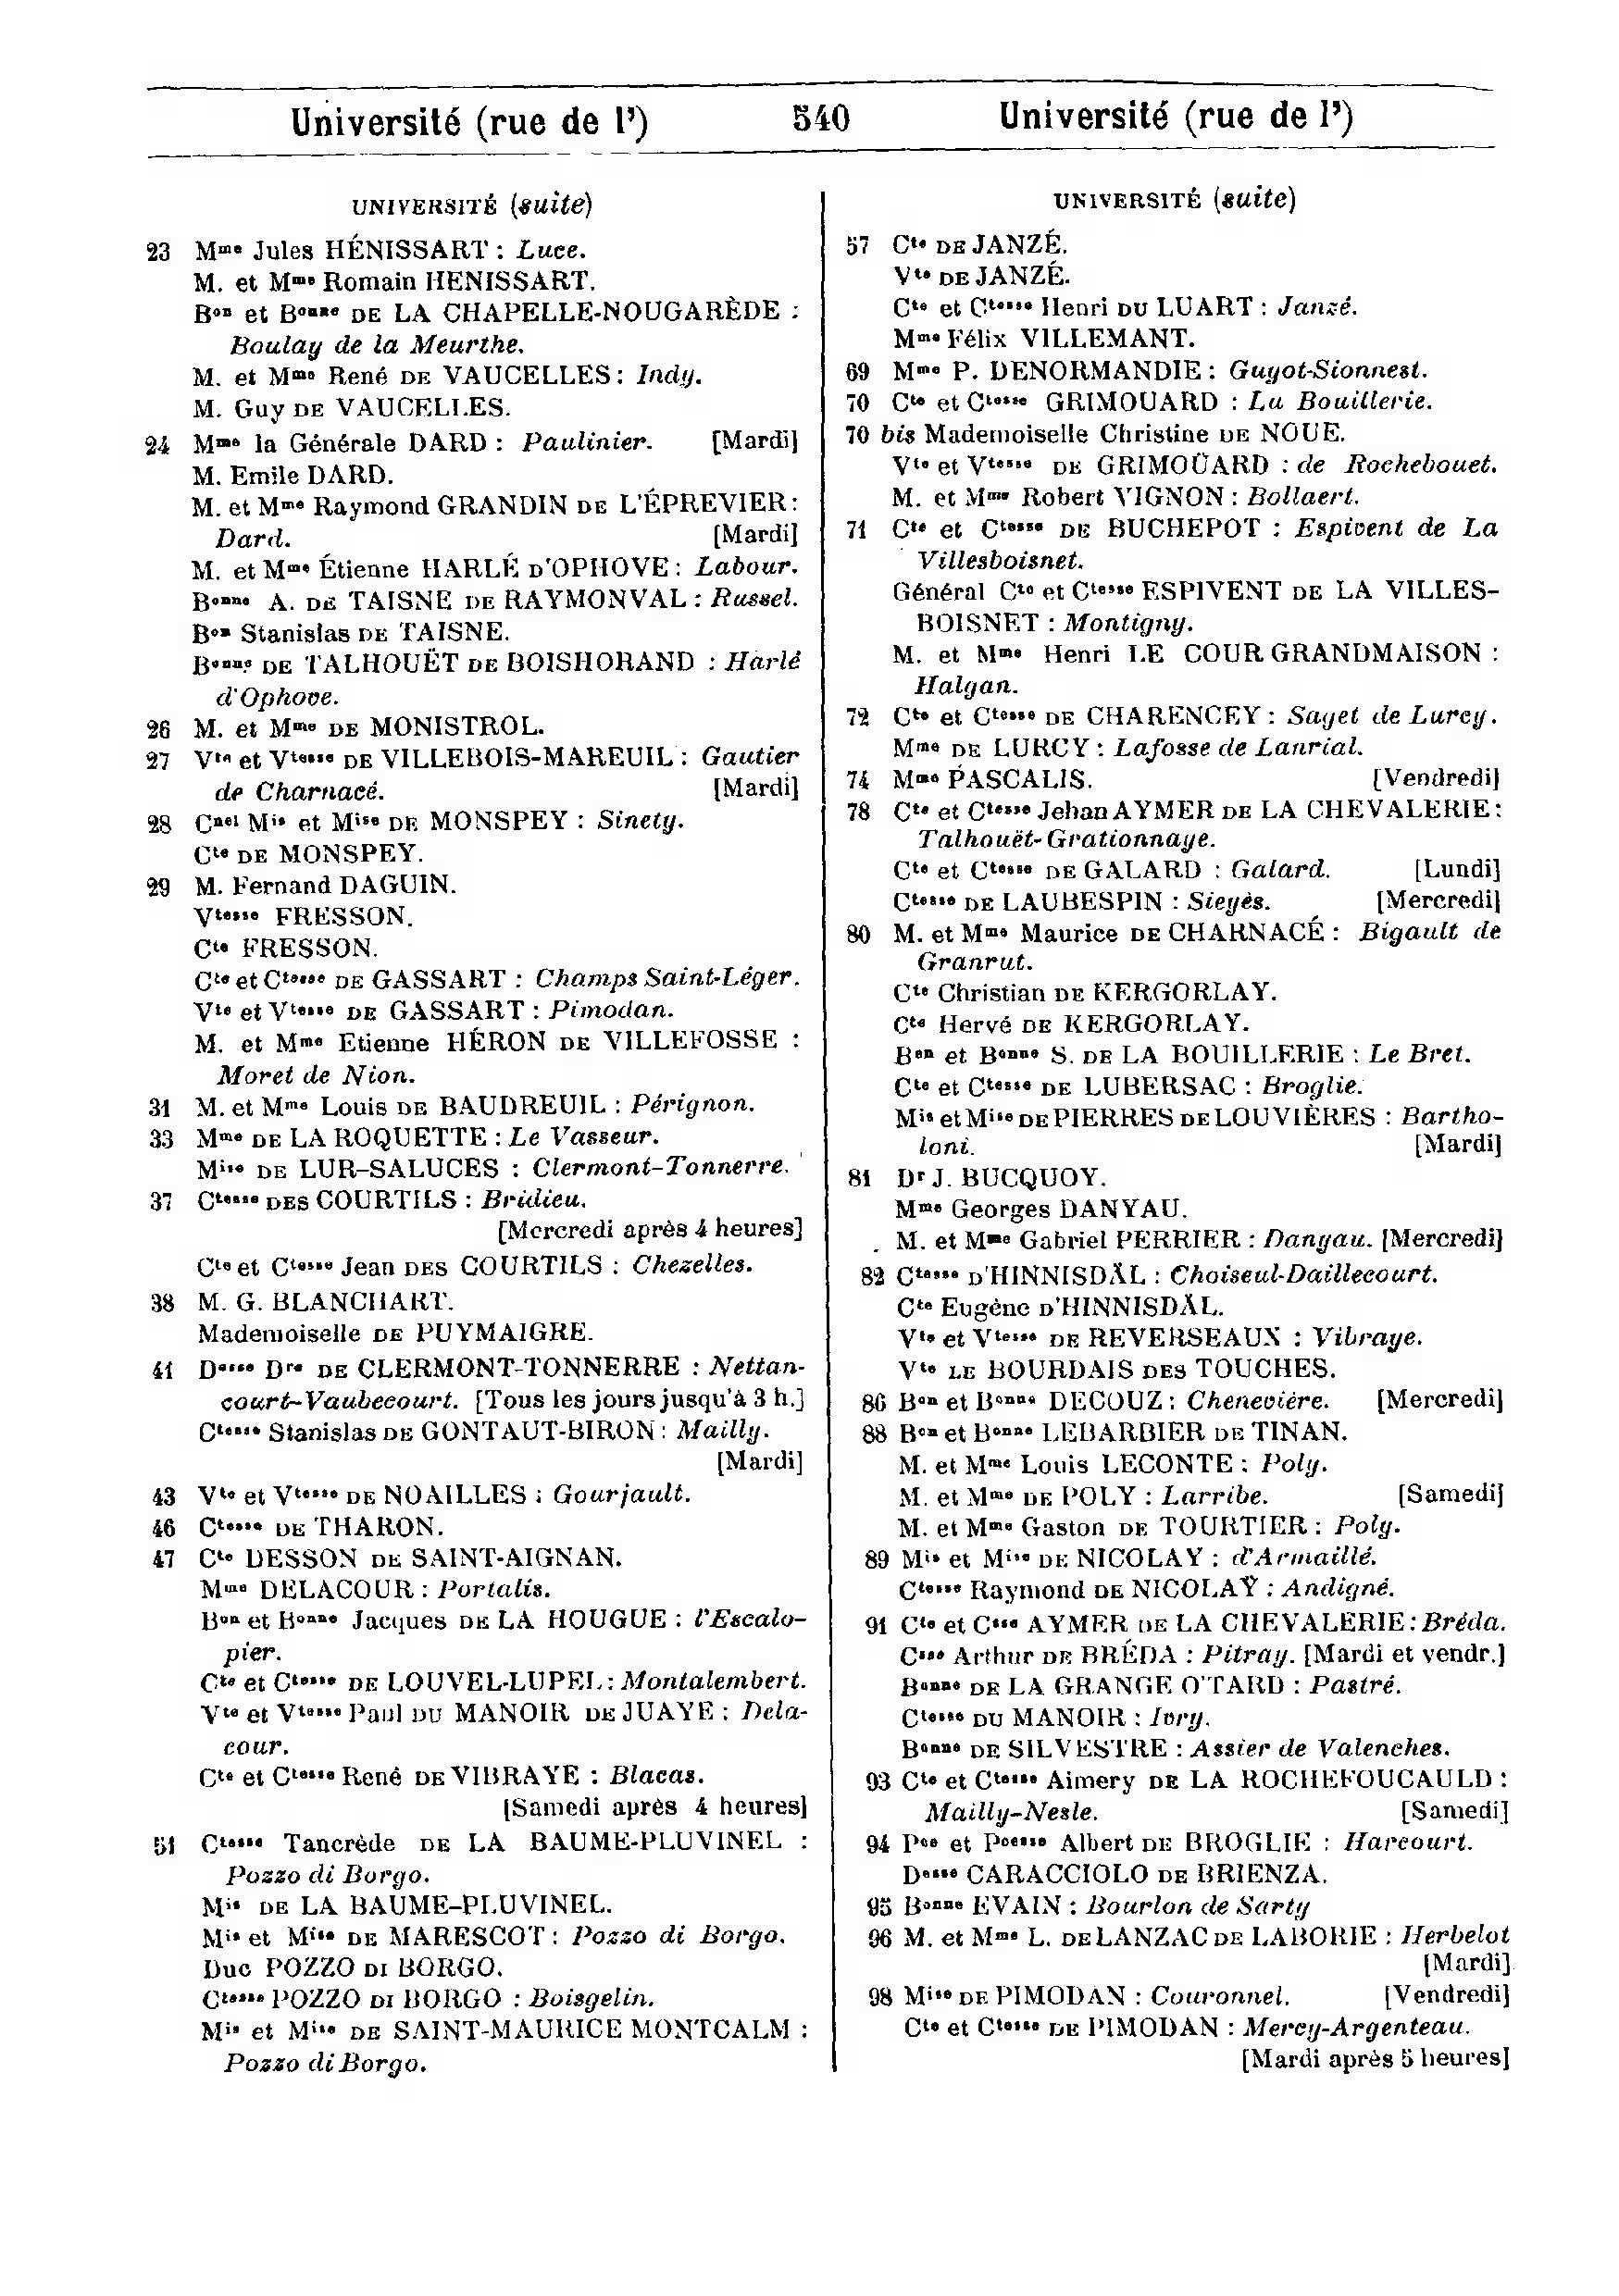 Université (rue de l') 540 Université (rue de l')
UNIVERSITÉ (suite)
23 Mme Jules HÉNISSART : Luce.
M. et Mme Romain HENISSART.
Bon et Bonne DE LA CHAPELLE-NOUGARÈDE :
Boulay de la Meurthe.
M. et Mme René DE VAUCELLES : Indy.
M. Guy DE VAUCELLES.
24 Mme la Générale DARD : Paulinier. [Mardi]
M. Emile DARD.
M. et Mme Raymond GRANDIN DE L'ÉPREVIER :
Dard. [Mardi]
M. et Mme Étienne HARLÉ D'OPHOVE : Labour.
Bonne A. DE TAISNE DE RAYMONVAL : Russel.
Bon Stanislas DE TAISNE.
Bonne DE TALHOUËT DE BOISHORAND : Harlé
d'Ophove.
26 M. et Mme DE MONISTROL.
27 Vte et Vtesse DE VILLEBOIS-MAREUIL : Gautier
de Charnacé. [Mardi]
28 Cnel Mis et Mise DE MONSPEY : Sinety.
Cte DE MONSPEY.
29 M. Fernand DAGUIN.
Vtesse FRESSON.
Cte FRESSON.
Cte et Ctesse DE GASSART : Champs Saint-Léger.
Vte et Vtesse DE GASSART : Pimodan.
M. et Mme Etienne HÉRON DE VILLEFOSSE :
Moret de Nion.
31 M. et Mme Louis DE BAUDREUIL : Pérignon.
33 Mme DE LA ROQUETTE : Le Vasseur.
Mise DE LUR-SALUCES : Clermont-Tonnerre.
37 Ctesse DES COURTILS : Bridieu.
[Mercredi après 4 heures]
Cte et Ctesse Jean DES COURTILS : Chezelles.
38 M. G. BLANCHART.
Mademoiselle DE PUYMAIGRE.
41 Desse Dre DE CLERMONT-TONNERRE : Nettan-
court-Vaubecourt. [Tous les jours jusqu'à 3 h.]
Ctesse Stanislas DE GONTAUT-BIRON : Mailly.
[Mardi]
43 Vte et Vtesse DE NOAILLES : Gourjault.
46 Ctesse DE THARON.
47 Cte DESSON DE SAINT-AIGNAN.
Mme DELACOUR : Portalis.
Bon et Bonne Jacques DE LA HOUGUE : l'Escalo-
pier.
Cte et Ctesse DE LOUVEL-LUPEL : Montalembert.
Vte et Vtesse Paul DU MANOIR DE JUAYE : Dela-
cour.
Cte et Ctesse René DE VIBRAYE : Blacas.
[Samedi après 4 heures]
51 Ctesse Tancrède DE LA BAUME-PLUVINEL :
Pozzo di Borgo.
Mis DE LA BAUME-PLUVINEL.
Mis et Mise DE MARESCOT : Pozzo di Borgo.
Duc POZZO DI BORGO.
Ctesse POZZO DI BORGO : Boisgelin.
Mis et Mise DE SAINT-MAURICE MONTCALM :
Pozzo di Borgo.
UNIVERSITÉ (suite)
57 Cte DE JANZÉ.
Vte DE JANZÉ.
Cte et Ctesse Henri DU LUART : Janzé.
Mme Félix VILLEMANT.
69 Mme P. DENORMANDIE : Guyot-Sionnest.
70 Cte et Ctesse GRIMOUARD : La Bouillerie.
70 bis Mademoiselle Christine DE NOUE.
Vte et Vtesse DE GRIMOÜARD : de Rochebouet.
M. et Mme Robert VIGNON : Bollaert.
71 Cte et Ctesse DE BUCHEPOT : Espivent de La
Villesboisnet.
Général Cte et Ctesse ESPIVENT DE LA VILLES-
BOISNET : Montigny.
M. et Mme Henri LE COUR GRANDMAISON :
Halgan.
72 Cte et Ctesse DE CHARENCEY : Sayet de Lurcy.
Mme DE LURCY : Lafosse de Lanrial.
74 Mme PASCALIS. [Vendredi]
78 Cte et Ctesse Jehan AYMER DE LA CHEVALERIE :
Talhouët-Grationnaye.
Cte et Ctesse DE GALARD : Galard. [Lundi]
Ctesse DE LAUBESPIN : Sieyès. [Mercredi]
80 M. et Mme Maurice DE CHARNACÉ : Bigault de
Granrut.
Cte Christian DE KERGORLAY.
Cte Hervé DE KERGORLAY.
Bon et Bonne S. DE LA BOUILLERIE : Le Bret.
Cte et Ctesse DE LUBERSAC : Broglie.
Mis et Mise DE PIERRES DE LOUVIÈRES : Bartho-
loni. [Mardi]
81 Dr J. BUCQUOY.
Mme Georges DANYAU.
M. et Mme Gabriel PERRIER : Danyau. [Mercredi]
82 Ctesse D'HINNISDÄL : Choiseul-Daillecourt.
Cte Eugène D'HINNISDÄL.
Vte et Vtesse DE REVERSEAUX : Vibraye.
Vte LE BOURDAIS DES TOUCHES.
86 Bon et Bonne DECOUZ : Chenevière. [Mercredi]
88 Bon et Bonne LEBARBIER DE TINAN.
M. et Mme Louis LECONTE : Poly.
M. et Mme DE POLY : Larribe. [Samedi]
M. et Mme Gaston DE TOURTIER : Poly.
89 Mis et Mise DE NICOLAY : d'Armaillé.
Ctesse Raymond DE NICOLAŸ : Andigné.
91 Cte et Csse AYMER DE LA CHEVALERIE : Bréda.
Csse Arthur DE BRÉDA : Pitray. [Mardi et vendr.]
Bonne DE LA GRANGE O'TARD : Pastré.
Ctesse DU MANOIR : Ivry.
Bonne DE SILVESTRE : Assier de Valenches.
93 Cte et Ctesse Aimery DE LA ROCHEFOUCAULD :
Mailly-Nesle. [Samedi]
94 Pce et Pcesse Albert DE BROGLIE : Harcourt.
Desse CARACCIOLO DE BRIENZA.
95 Bonne EVAIN : Bourlon de Sarty
96 M. et Mme L. DE LANZAC DE LABORIE : Herbelot
[Mardi]
98 Mise DE PIMODAN : Couronnel. [Vendredi]
Cte et Ctesse DE PIMODAN : Mercy-Argenteau.
[Mardi après 5 heures]